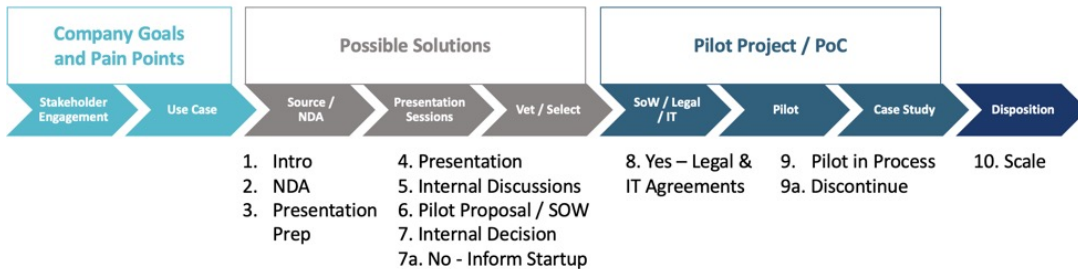 Company Goals
and Pain Points
Possible Solutions
Pilot Project / PoC
Stakeholder
Engagement
Use Case
Source /
NDA
Presentation
Sessions
Vet / Select
SoW / Legal
/ IT
Pilot
Case Study
Disposition
1. Intro
2. NDA
3. Presentation
Prep
4. Presentation
5. Internal Discussions
6. Pilot Proposal / SOW
7. Internal Decision
7a. No - Inform Startup
8. Yes – Legal &
IT Agreements
9. Pilot in Process
9a. Discontinue
10. Scale